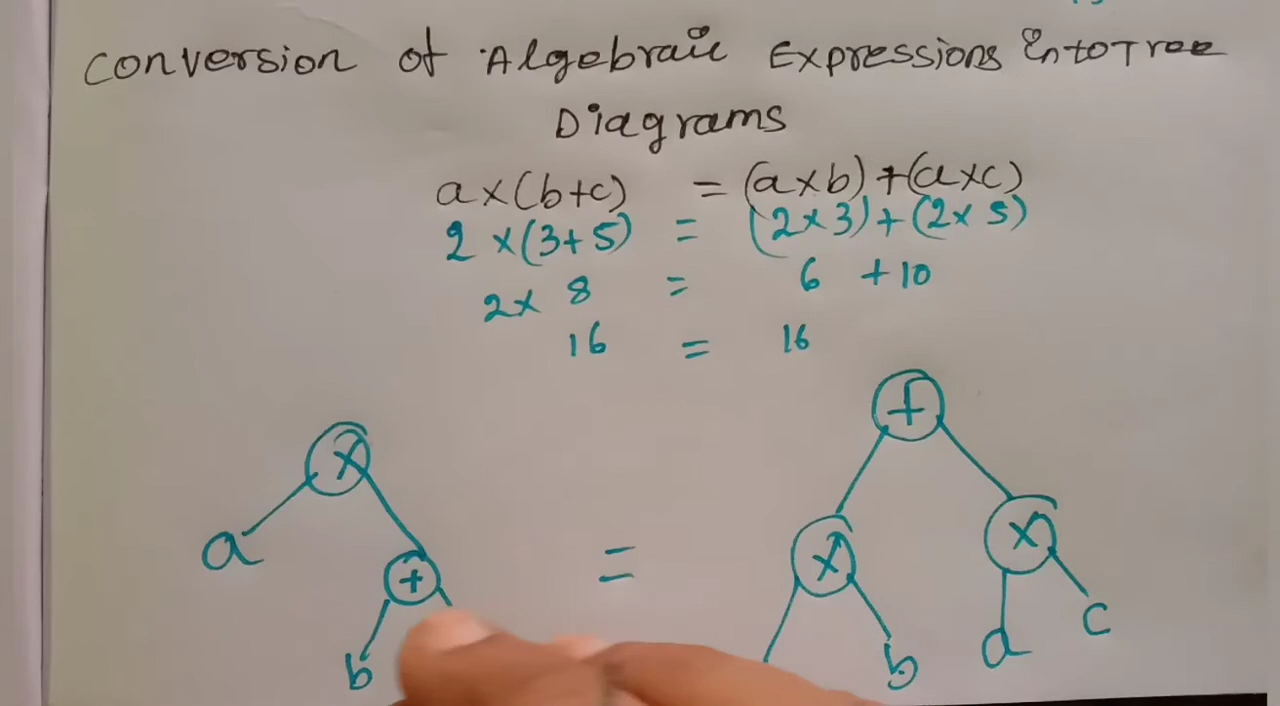 Conversion of Algebraic Expressions Into Tree
Diagrams
a×(b+c) = (a×b)+(a×c)
2 ×(3+5) = (2×3)+(2×5)
2× 8 = 6 +10
16 = 16
+
×
×
a
+
=
×
×
b
b
a
c